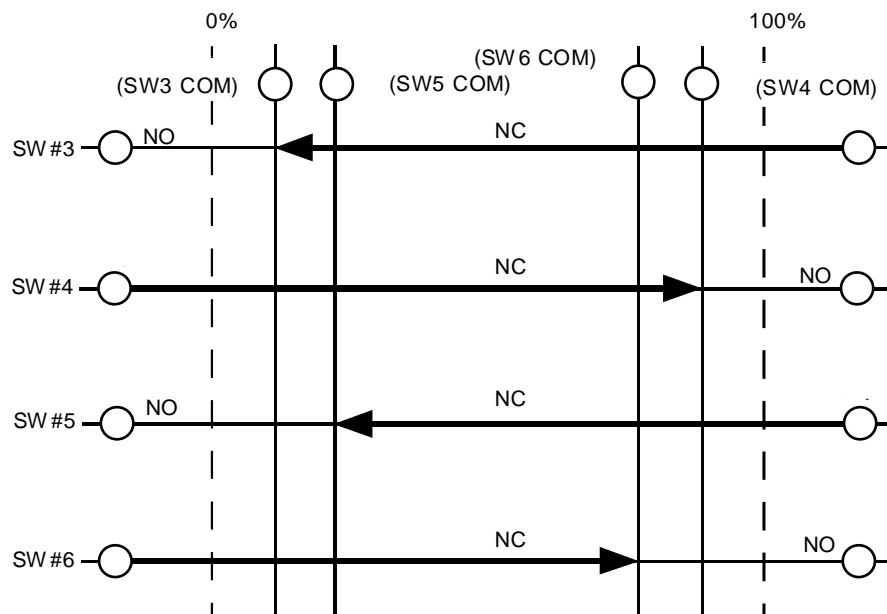 0% 100%
(SW6 COM)
(SW3 COM) (SW5 COM) (SW4 COM)
SW#3 NO NC
SW#4 NC NO
SW#5 NO NC
SW#6 NC NO